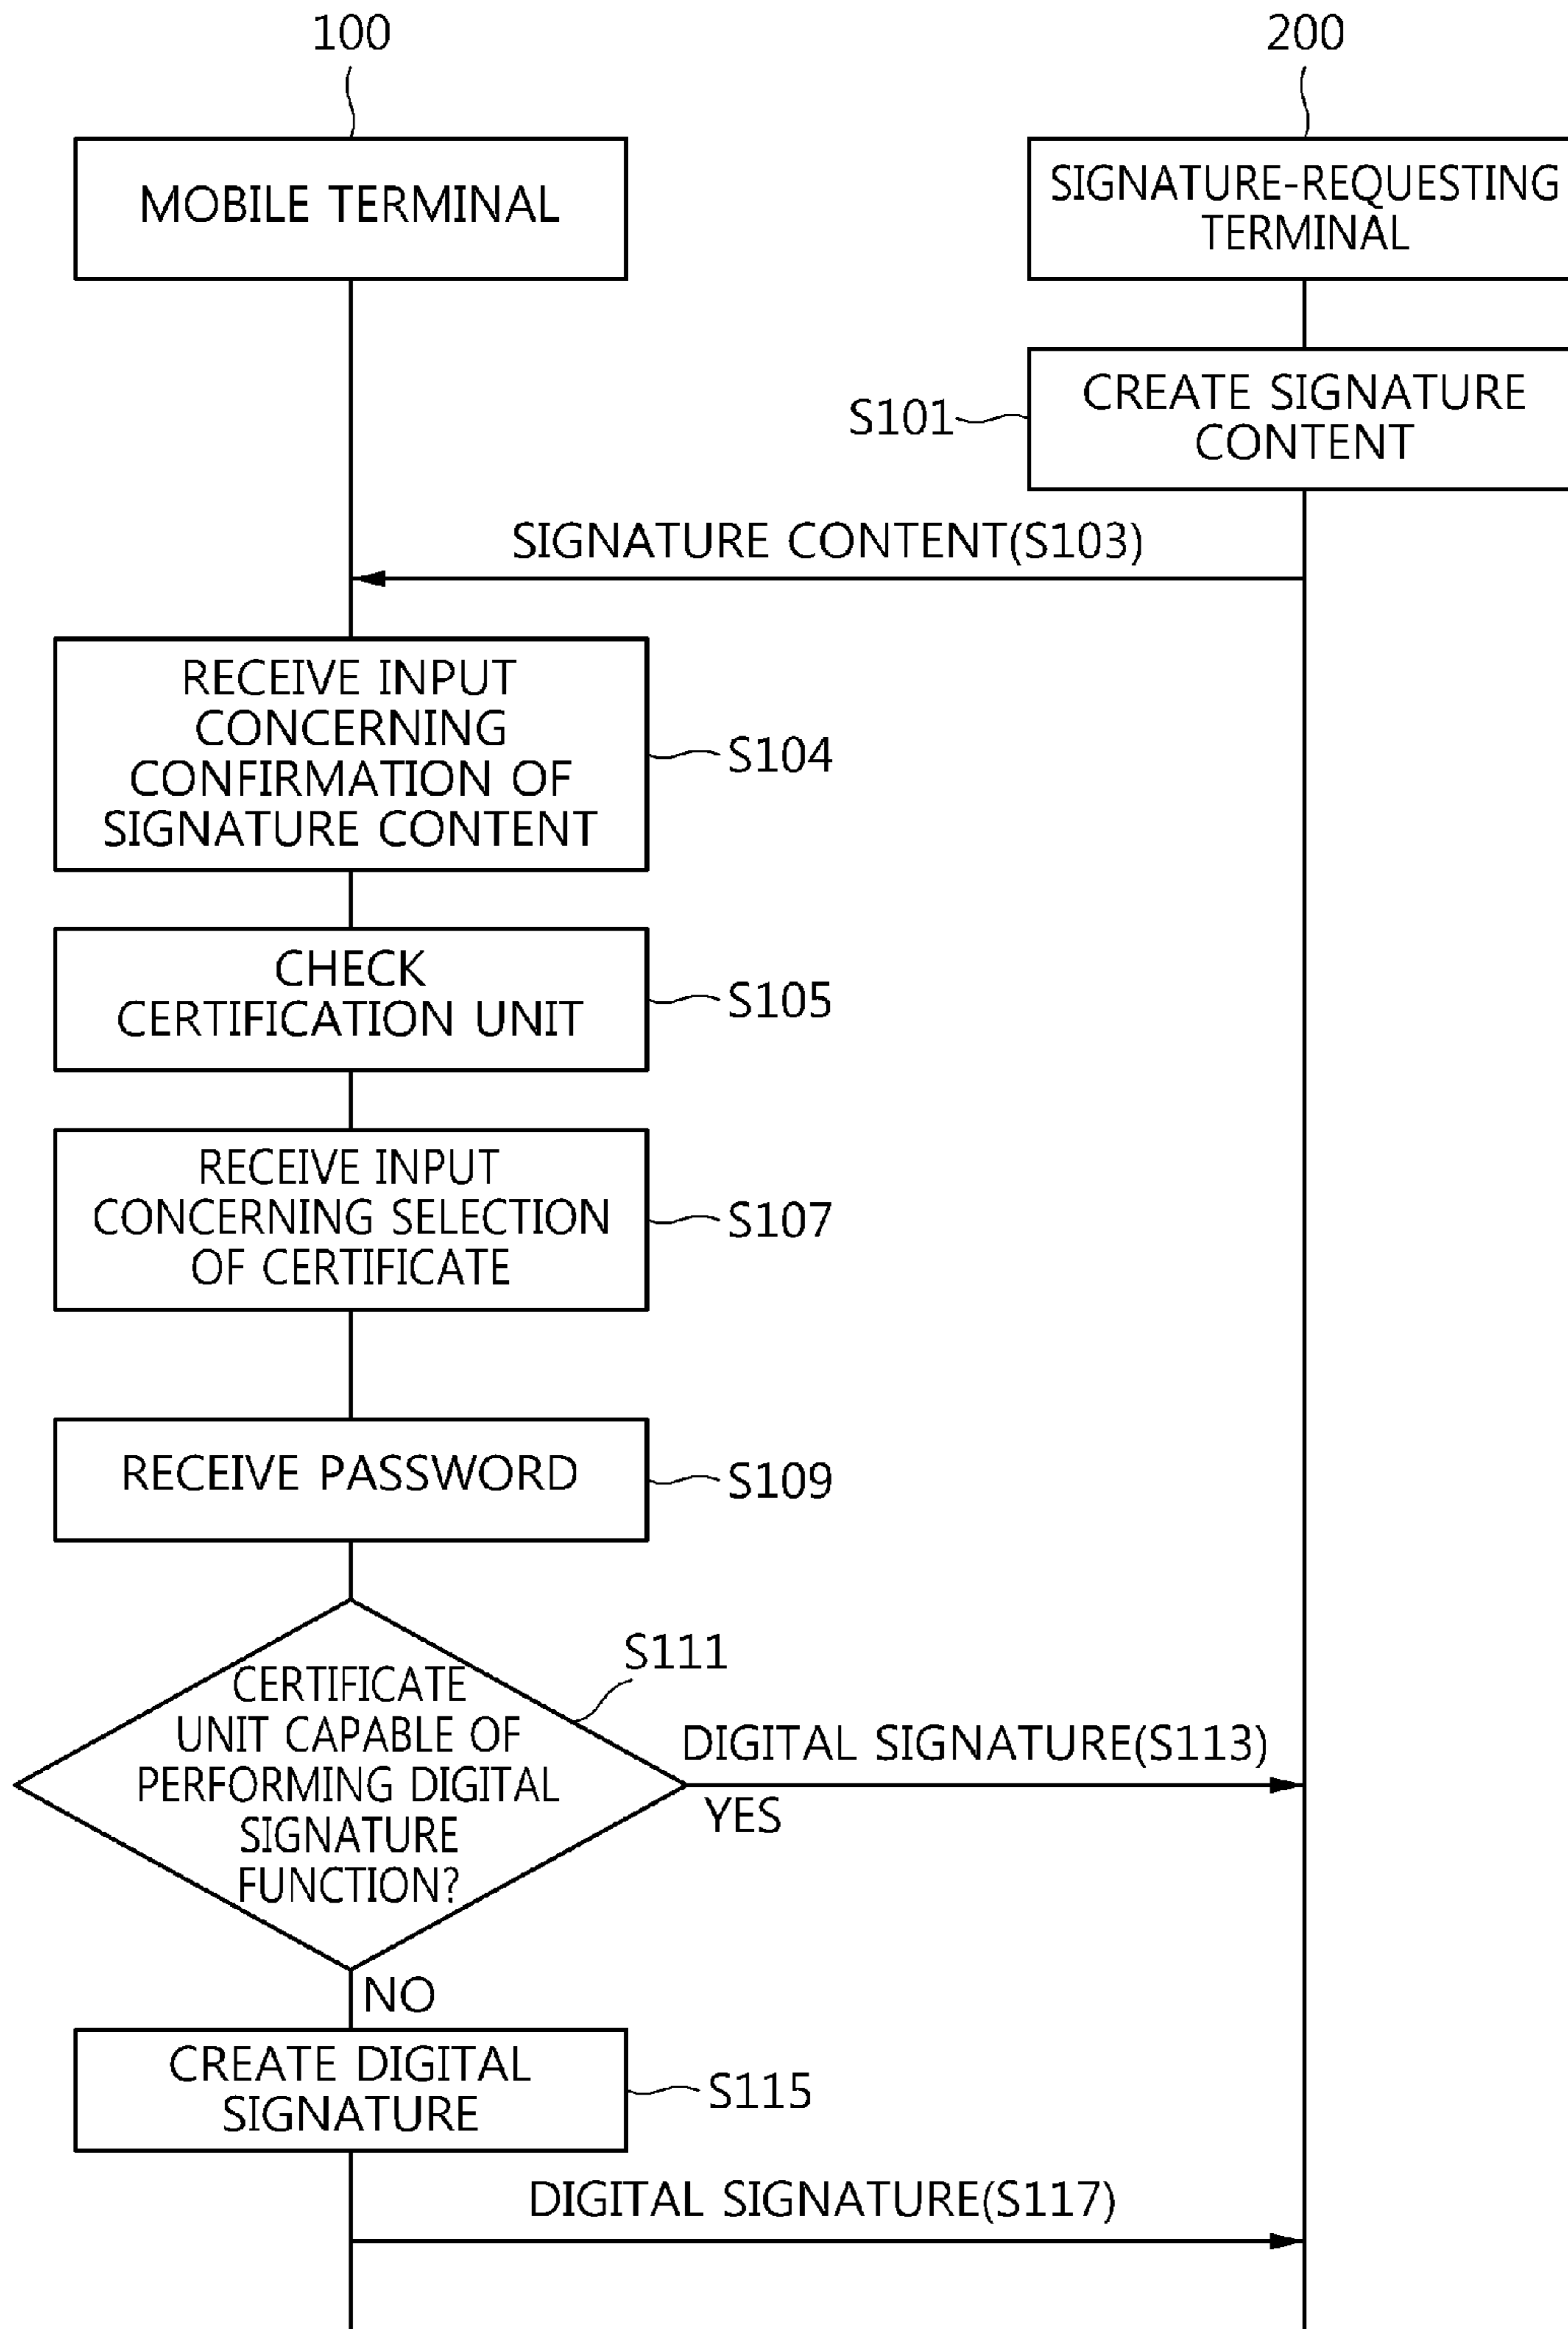 100
200
MOBILE TERMINAL
SIGNATURE-REQUESTING
TERMINAL
S101
CREATE SIGNATURE
CONTENT
SIGNATURE CONTENT(S103)
RECEIVE INPUT
CONCERNING
CONFIRMATION OF
SIGNATURE CONTENT
S104
CHECK
CERTIFICATION UNIT
S105
RECEIVE INPUT
CONCERNING SELECTION
OF CERTIFICATE
S107
RECEIVE PASSWORD
S109
S111
CERTIFICATE
UNIT CAPABLE OF
PERFORMING DIGITAL
SIGNATURE
FUNCTION?
DIGITAL SIGNATURE(S113)
YES
NO
CREATE DIGITAL
SIGNATURE
S115
DIGITAL SIGNATURE(S117)